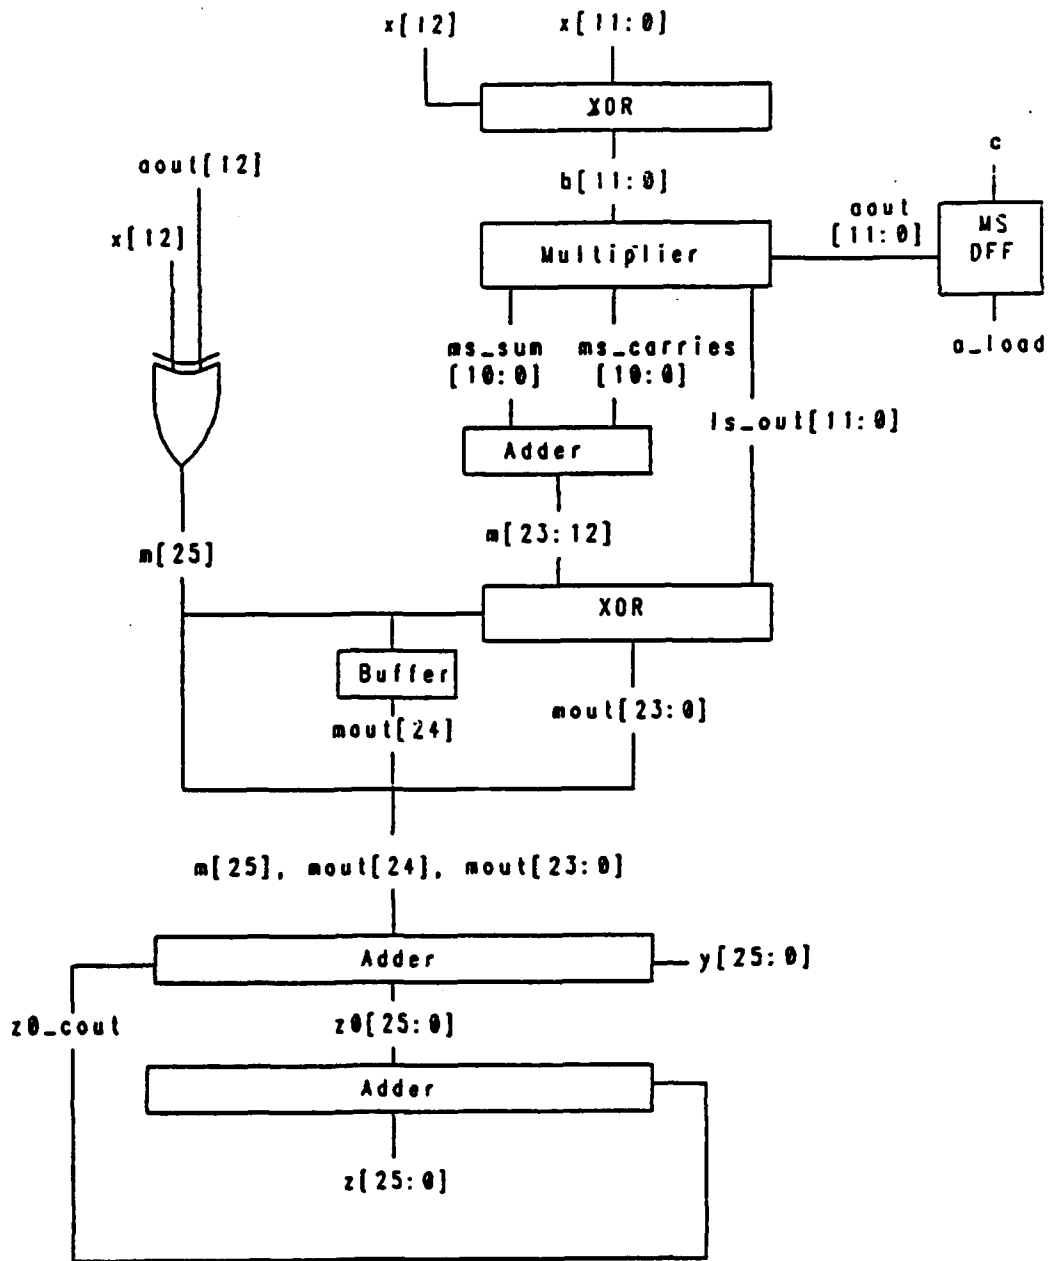 x[12] x[11:0]
XOR
aout[12]
c
b[11:0]
aout
[11:0]
MS
DFF
x[12]
Multiplier
a_load
ms_sum
[10:0]
ms_carries
[10:0]
ls_out[11:0]
Adder
m[23:12]
m[25]
XOR
Buffer
mout[24]
mout[23:0]
m[25], mout[24], mout[23:0]
Adder
y[25:0]
z0_cout
z0[25:0]
Adder
z[25:0]